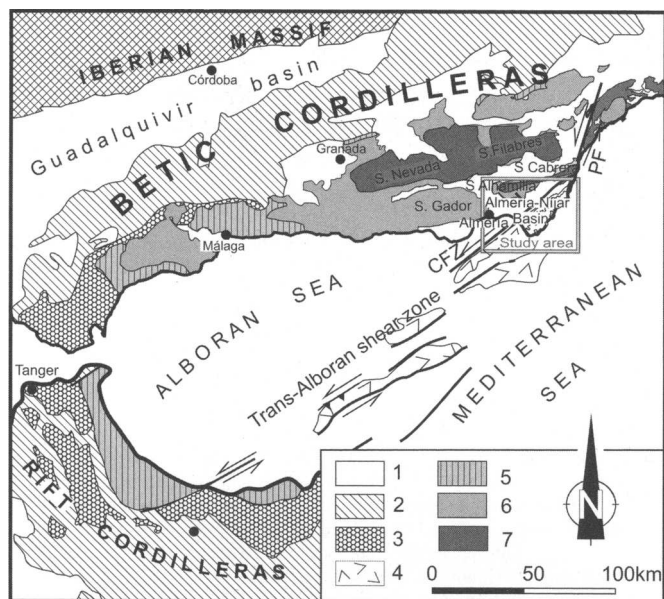 IBERIAN MASSIF
Córdoba
Guadalquivir basin
BETIC CORDILLERAS
Granada
S. Nevada
S.Filabres
S Cabrera
PF
S Alhamilla
S. Gador
Almería-Níjar
Basin
Almería
Study area
Málaga
CFZ
ALBORAN SEA
Trans-Alboran shear zone
MEDITERRANEAN
SEA
Tanger
RIFT CORDILLERAS
1
2
3
4
5
6
7
N
0 50 100km